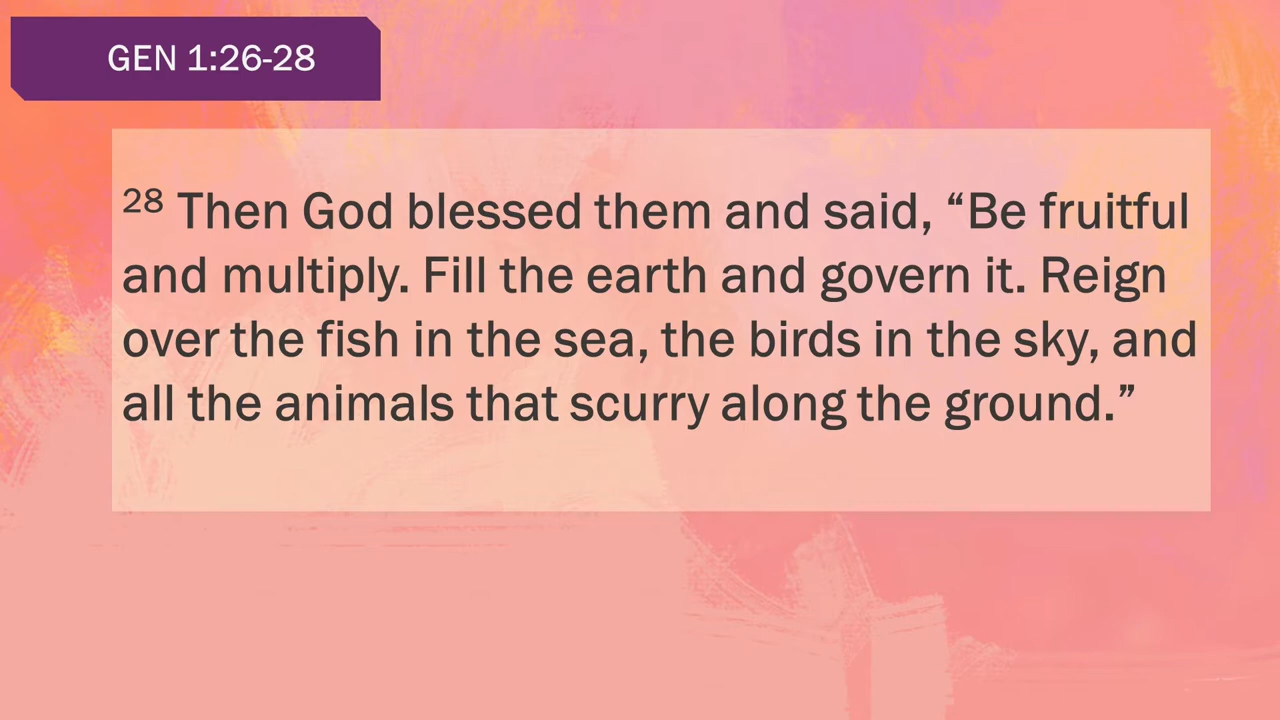 GEN 1:26-28
28 Then God blessed them and said, “Be fruitful
and multiply. Fill the earth and govern it. Reign
over the fish in the sea, the birds in the sky, and
all the animals that scurry along the ground.”